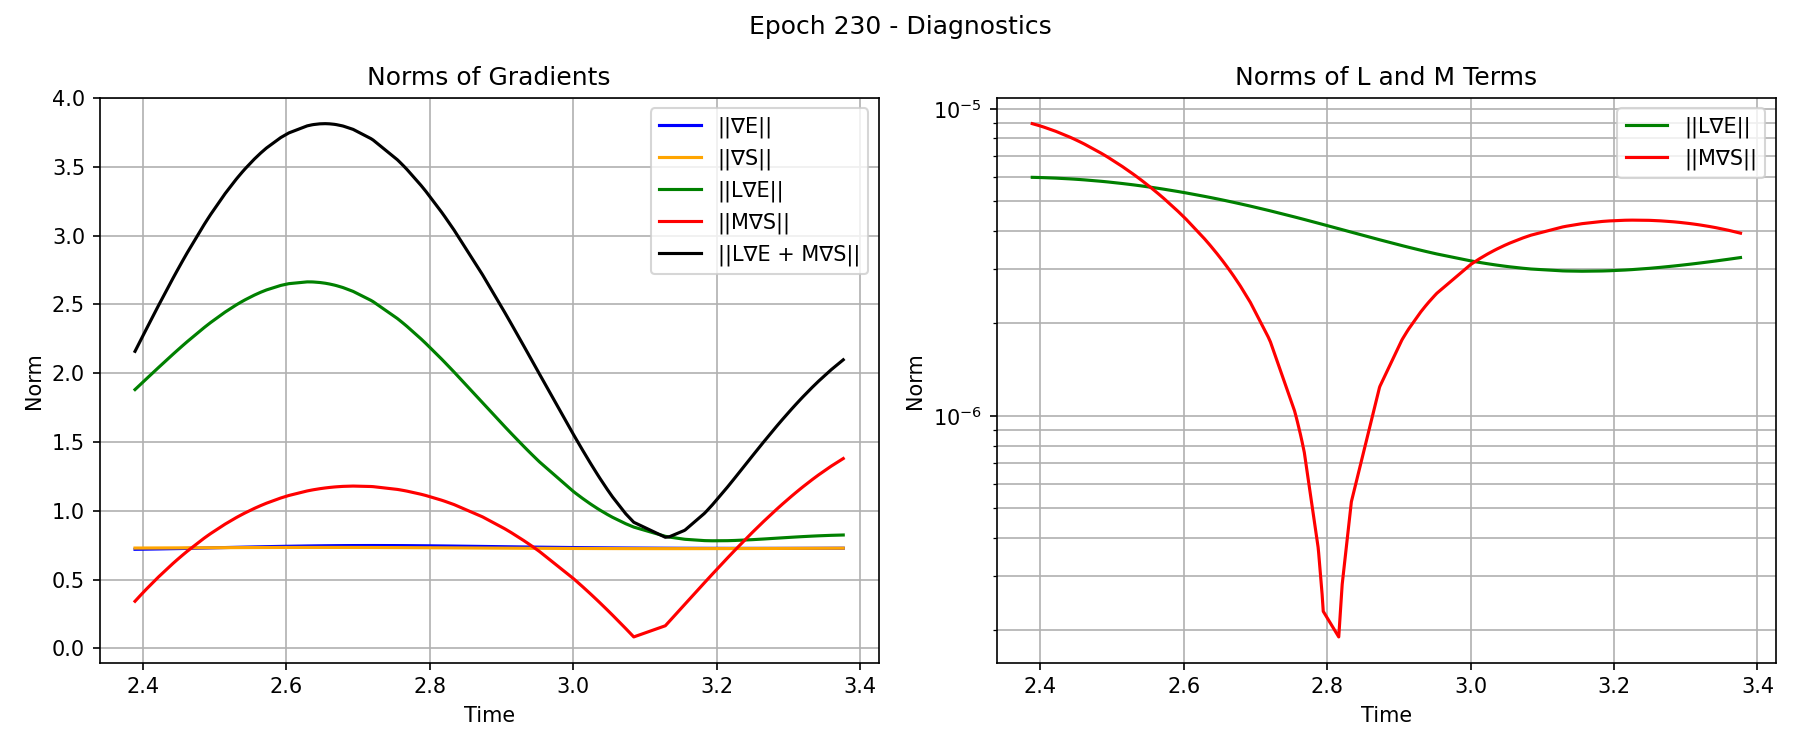 Epoch 230 - Diagnostics
Norms of Gradients
4.0
3.5
3.0
2.5
2.0
1.5
1.0
0.5
0.0
Norm
||∇E||
||∇S||
||L∇E||
||M∇S||
||L∇E + M∇S||
2.4 2.6 2.8 3.0 3.2 3.4
Time
Norms of L and M Terms
10⁻⁵
10⁻⁶
Norm
||L∇E||
||M∇S||
2.4 2.6 2.8 3.0 3.2 3.4
Time